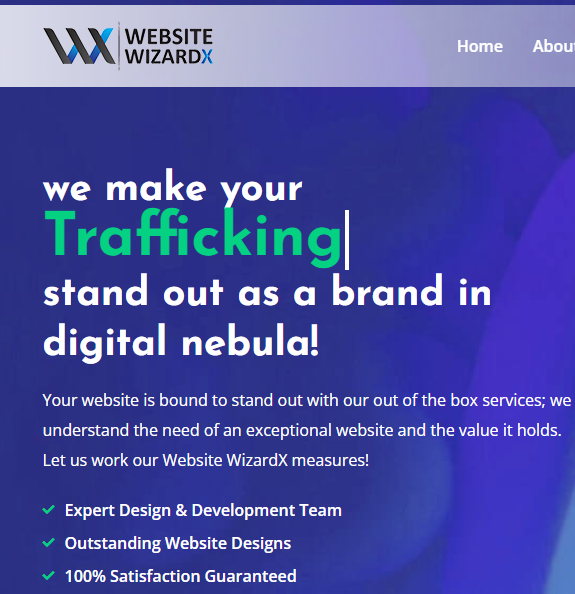 WEBSITE
WIZARDX
Home
About
we make your
Trafficking
stand out as a brand in
digital nebula!
Your website is bound to stand out with our out of the box services; we
understand the need of an exceptional website and the value it holds.
Let us work our Website WizardX measures!
Expert Design & Development Team
Outstanding Website Designs
100% Satisfaction Guaranteed